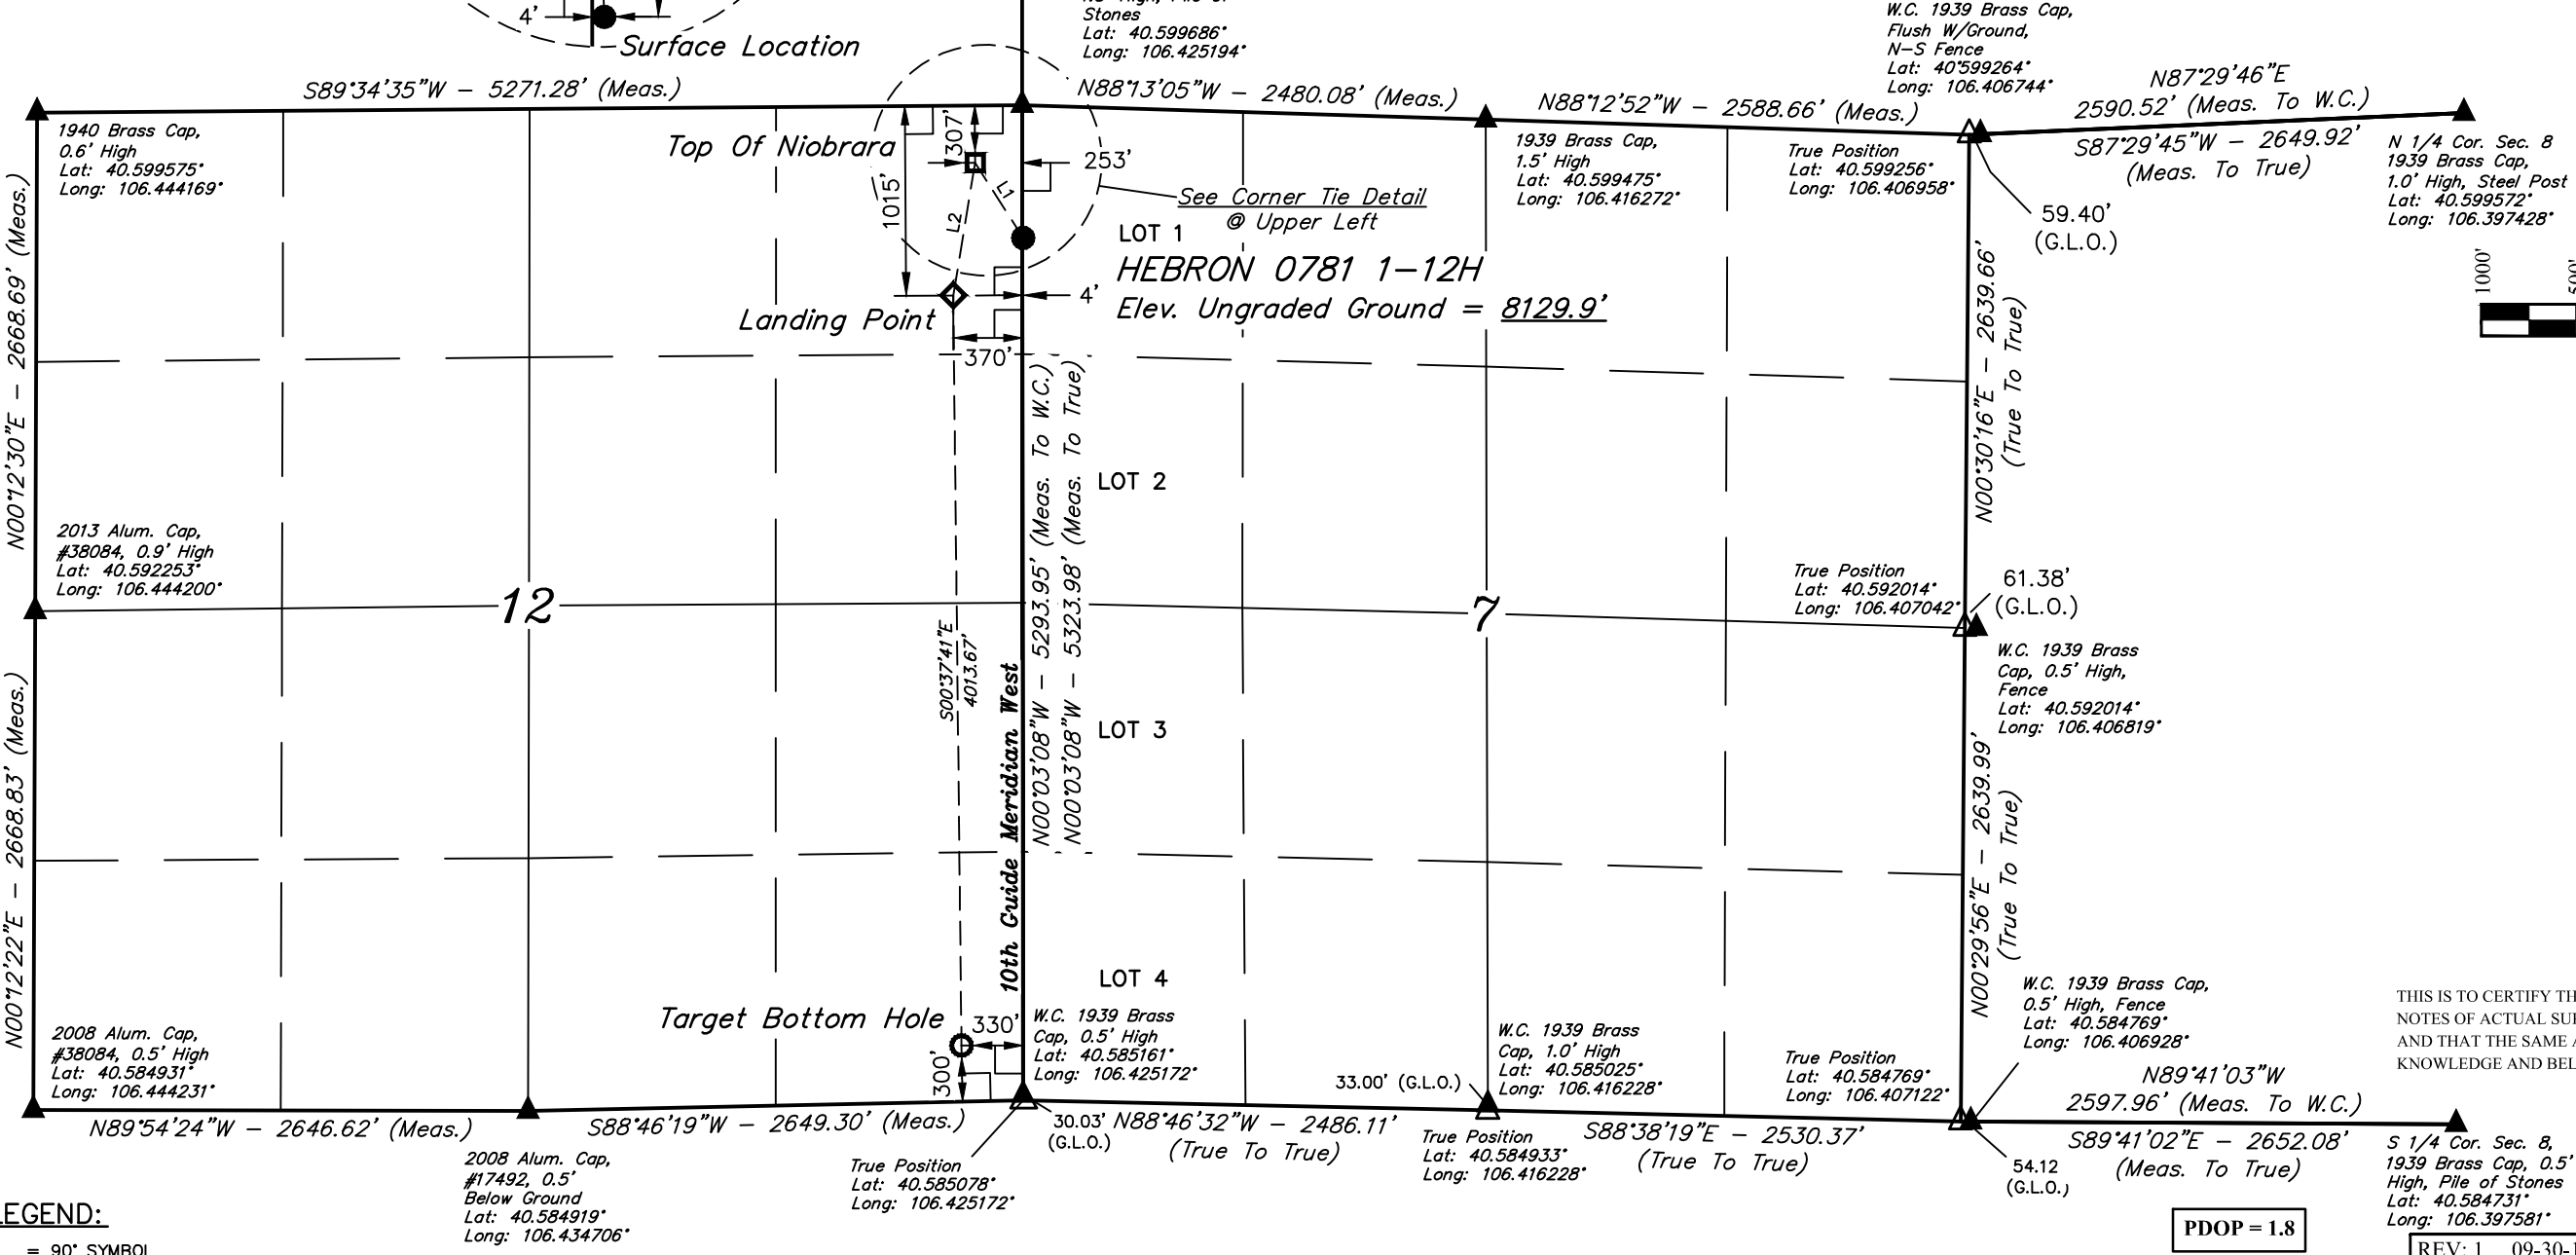 4'
Surface Location
Stones
Lat: 40.599686°
Long: 106.425194°
W.C. 1939 Brass Cap,
Flush W/Ground,
N-S Fence
Lat: 40°599264°
Long: 106.406744°
S89°34'35"W - 5271.28' (Meas.)
N88°13'05"W - 2480.08' (Meas.)
N88°12'52"W - 2588.66' (Meas.)
N87°29'46"E
2590.52' (Meas. To W.C.)
S87°29'45"W - 2649.92'
(Meas. To True)
1940 Brass Cap,
0.6' High
Lat: 40.599575°
Long: 106.444169°
Top Of Niobrara
307'
1015'
253'
L1
L2
See Corner Tie Detail
@ Upper Left
1939 Brass Cap,
1.5' High
Lat: 40.599475°
Long: 106.416272°
True Position
Lat: 40.599256°
Long: 106.406958°
N 1/4 Cor. Sec. 8
1939 Brass Cap,
1.0' High, Steel Post
Lat: 40.599572°
Long: 106.397428°
59.40'
(G.L.O.)
LOT 1
HEBRON 0781 1-12H
Elev. Ungraded Ground = 8129.9'
4'
Landing Point
370'
1000'
500'
N00°12'30"E - 2668.69' (Meas.)
N00°30'16"E - 2639.66'
(True To True)
LOT 2
2013 Alum. Cap,
#38084, 0.9' High
Lat: 40.592253°
Long: 106.444200°
12
7
True Position
Lat: 40.592014°
Long: 106.407042°
61.38'
(G.L.O.)
W.C. 1939 Brass
Cap, 0.5' High,
Fence
Lat: 40.592014°
Long: 106.406819°
S00°37'41"E
4013.67'
10th Guide Meridian West
N00°03'08"W - 5293.95' (Meas. To W.C.)
N00°03'08"W - 5323.98' (Meas. To True)
LOT 3
N00°12'22"E - 2668.83' (Meas.)
N00°29'56"E - 2639.99'
(True To True)
LOT 4
Target Bottom Hole
330'
300'
W.C. 1939 Brass
Cap, 0.5' High
Lat: 40.585161°
Long: 106.425172°
2008 Alum. Cap,
#38084, 0.5' High
Lat: 40.584931°
Long: 106.444231°
33.00' (G.L.O.)
W.C. 1939 Brass
Cap, 1.0' High
Lat: 40.585025°
Long: 106.416228°
True Position
Lat: 40.584769°
Long: 106.407122°
W.C. 1939 Brass Cap,
0.5' High, Fence
Lat: 40.584769°
Long: 106.406928°
THIS IS TO CERTIFY
NOTES OF ACTUAL
AND THAT THE SAME
KNOWLEDGE AND
N89°41'03"W
2597.96' (Meas. To W.C.)
N89°54'24"W - 2646.62' (Meas.)
S88°46'19"W - 2649.30' (Meas.)
30.03'
(G.L.O.)
N88°46'32"W - 2486.11'
(True To True)
S88°38'19"E - 2530.37'
(True To True)
S89°41'02"E - 2652.08'
(Meas. To True)
54.12
(G.L.O.)
2008 Alum. Cap,
#17492, 0.5'
Below Ground
Lat: 40.584919°
Long: 106.434706°
True Position
Lat: 40.585078°
Long: 106.425172°
True Position
Lat: 40.584933°
Long: 106.416228°
S 1/4 Cor. Sec. 8,
1939 Brass Cap, 0.5'
High, Pile of Stones
Lat: 40.584731°
Long: 106.397581°
LEGEND:
= 90° SYMBOL
PDOP = 1.8
REV: 1 09-30-